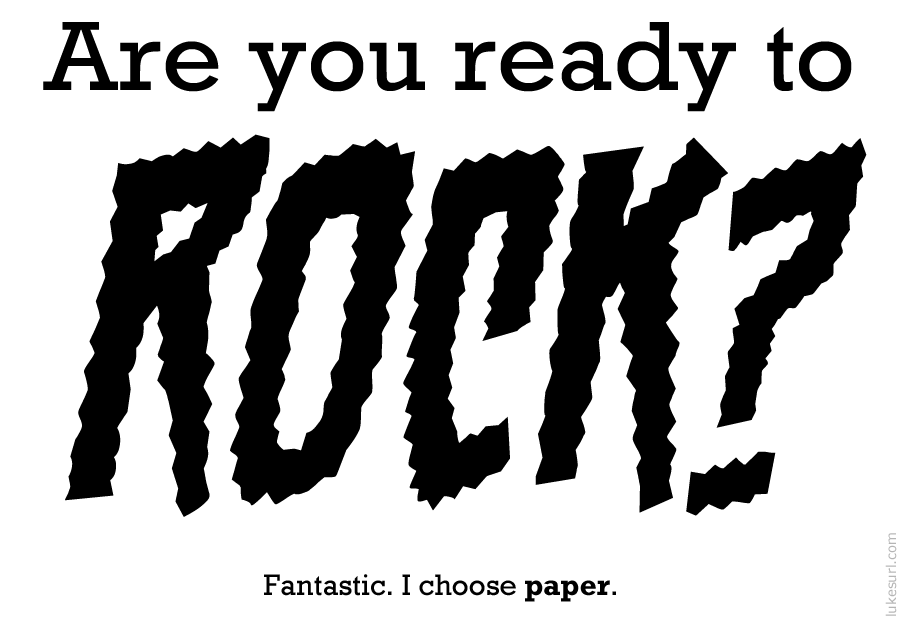 Are you ready to
ROCK?
Fantastic. I choose paper.
lukesurl.com